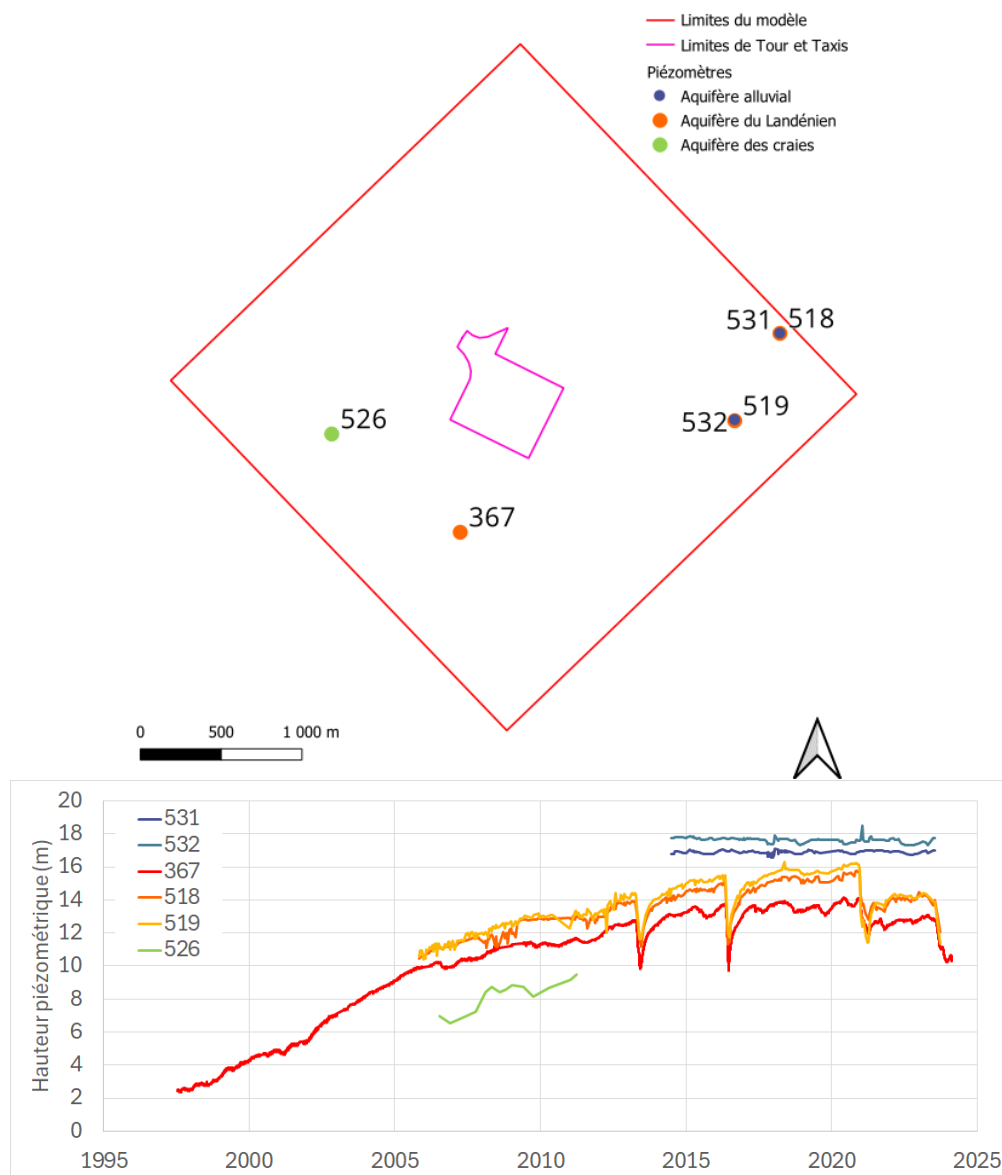 Limites du modèle
Limites de Tour et Taxis
Piézomètres
Aquifère alluvial
Aquifère du Landénien
Aquifère des craies
531 518
526
532 519
367
0 500 1 000 m
Hauteur piézométrique (m)
20
18
16
14
12
10
8
6
4
2
0
531
532
367
518
519
526
1995 2000 2005 2010 2015 2020 2025